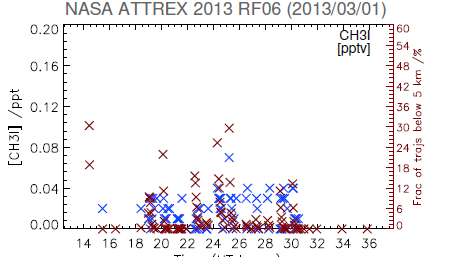 NASA ATTREX 2013 RF06 (2013/03/01)
CH3I
[pptv]
[CH3I] /ppt
0.20
0.16
0.12
0.08
0.04
0.00
60
54
48
42
36
30
24
18
12
6
0
Frac of trajs below 5 km /%
14 16 18 20 22 24 26 28 30 32 34 36